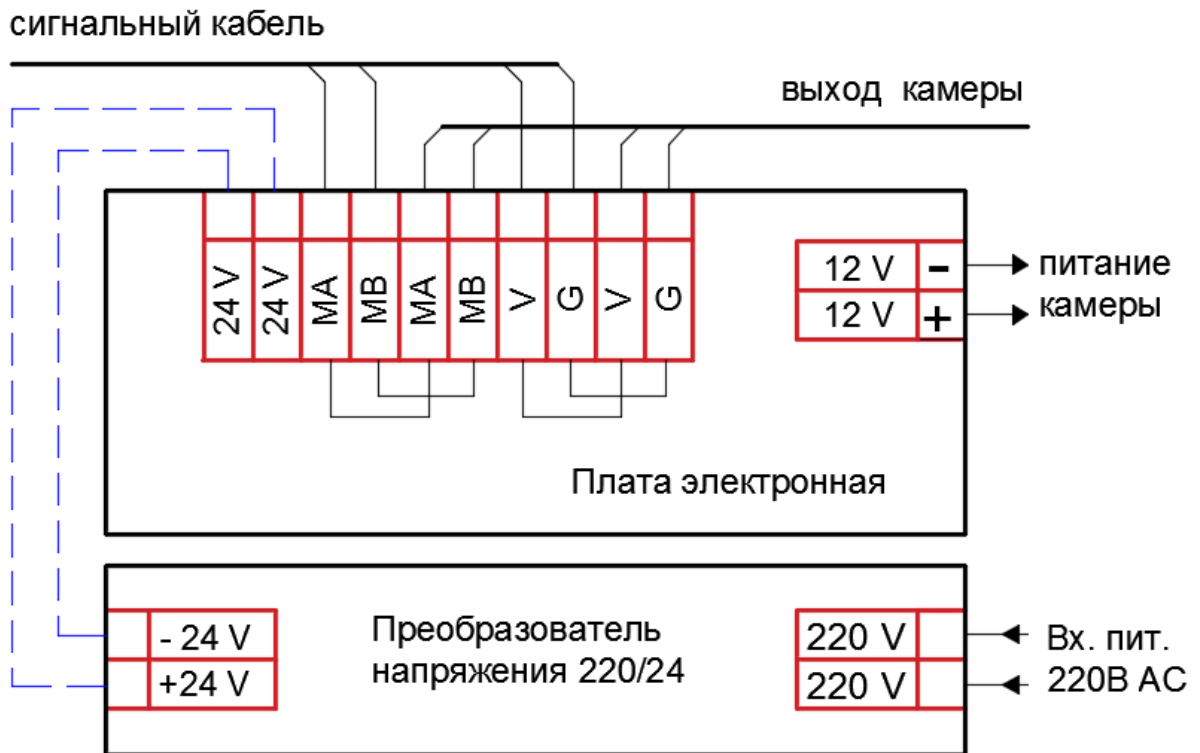 сигнальный кабель
выход камеры
24 V
24 V
MA
MB
MA
MB
V
G
V
G
12 V -
12 V +
питание
камеры
Плата электронная
- 24 V
+24 V
Преобразователь
напряжения 220/24
220 V
220 V
Вх. пит.
220В AC